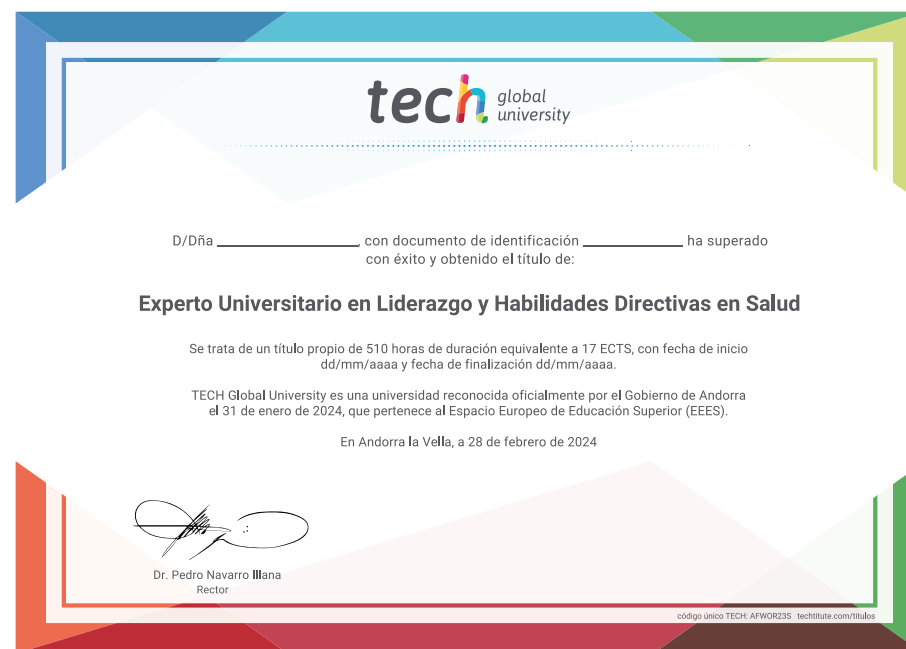 tech global university
D/Dña ____________________, con documento de identificación ______________ ha superado
con éxito y obtenido el título de:
Experto Universitario en Liderazgo y Habilidades Directivas en Salud
Se trata de un título propio de 510 horas de duración equivalente a 17 ECTS, con fecha de inicio
dd/mm/aaaa y fecha de finalización dd/mm/aaaa.
TECH Global University es una universidad reconocida oficialmente por el Gobierno de Andorra
el 31 de enero de 2024, que pertenece al Espacio Europeo de Educación Superior (EEES).
En Andorra la Vella, a 28 de febrero de 2024
Dr. Pedro Navarro Illana
Rector
código único TECH: AFWOR23S techtitute.com/titulos